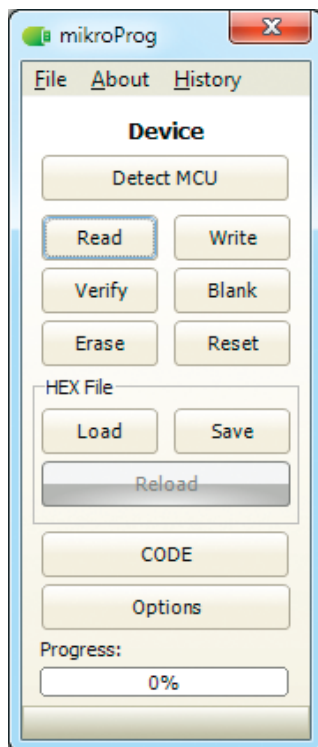 mikroProg
File About History
Device
Detect MCU
Read Write
Verify Blank
Erase Reset
HEX File
Load Save
Reload
CODE
Options
Progress:
0%